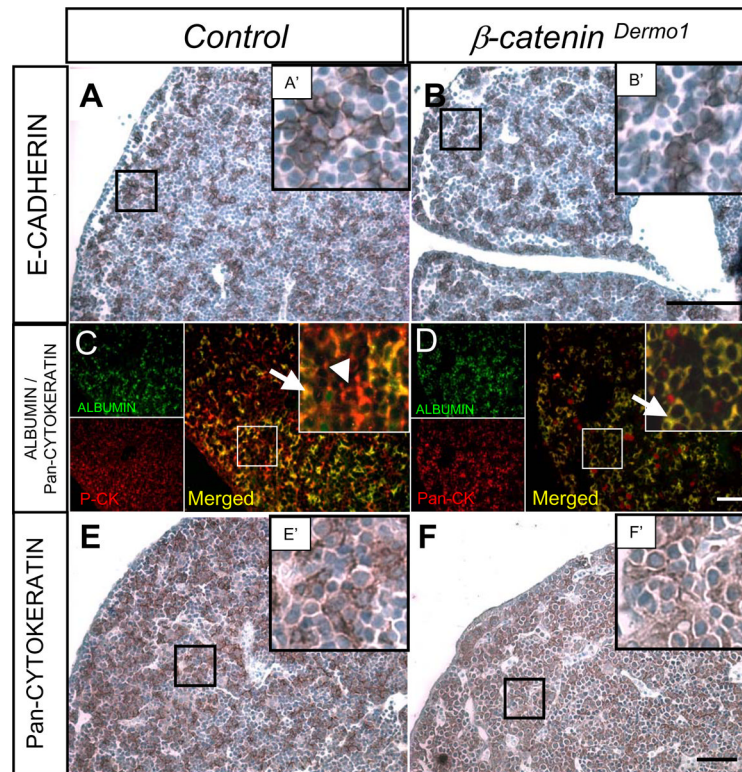 Control
β-catenin Dermo1
E-CADHERIN
A
A'
B
B'
ALBUMIN /
Pan-CYTOKERATIN
C
ALBUMIN
P-CK
Merged
D
ALBUMIN
Pan-CK
Merged
Pan-CYTOKERATIN
E
E'
F
F'